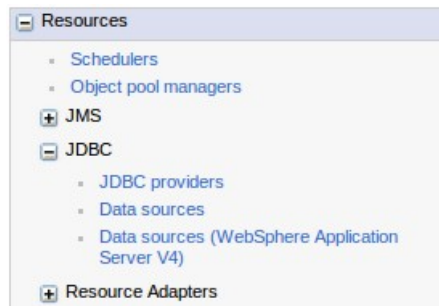 Resources
Schedulers
Object pool managers
JMS
JDBC
JDBC providers
Data sources
Data sources (WebSphere Application
Server V4)
Resource Adapters